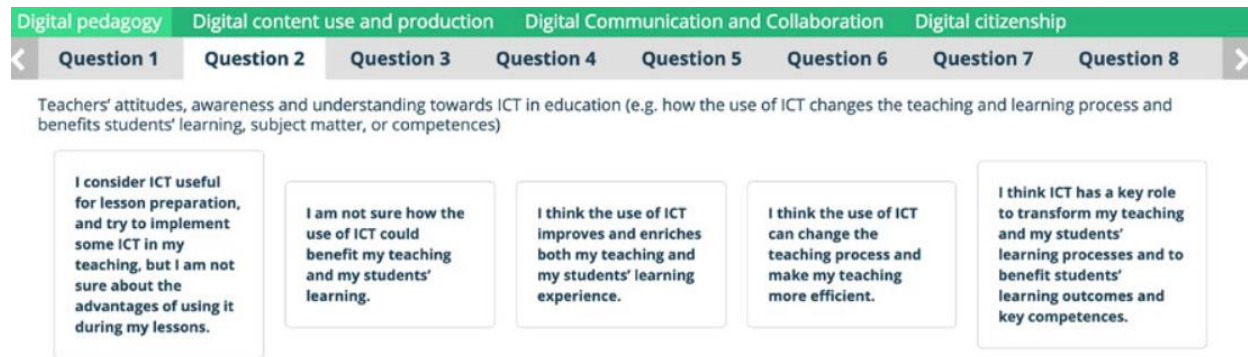 Digital pedagogy Digital content use and production Digital Communication and Collaboration Digital citizenship
Question 1 Question 2 Question 3 Question 4 Question 5 Question 6 Question 7 Question 8
Teachers' attitudes, awareness and understanding towards ICT in education (e.g. how the use of ICT changes the teaching and learning process and
benefits students' learning, subject matter, or competences)
I consider ICT useful
for lesson preparation,
and try to implement
some ICT in my
teaching, but I am not
sure about the
advantages of using it
during my lessons.
I am not sure how the
use of ICT could
benefit my teaching
and my students'
learning.
I think the use of ICT
improves and enriches
both my teaching and
my students' learning
experience.
I think the use of ICT
can change the
teaching process and
make my teaching
more efficient.
I think ICT has a key role
to transform my teaching
and my students'
learning processes and to
benefit students'
learning outcomes and
key competences.